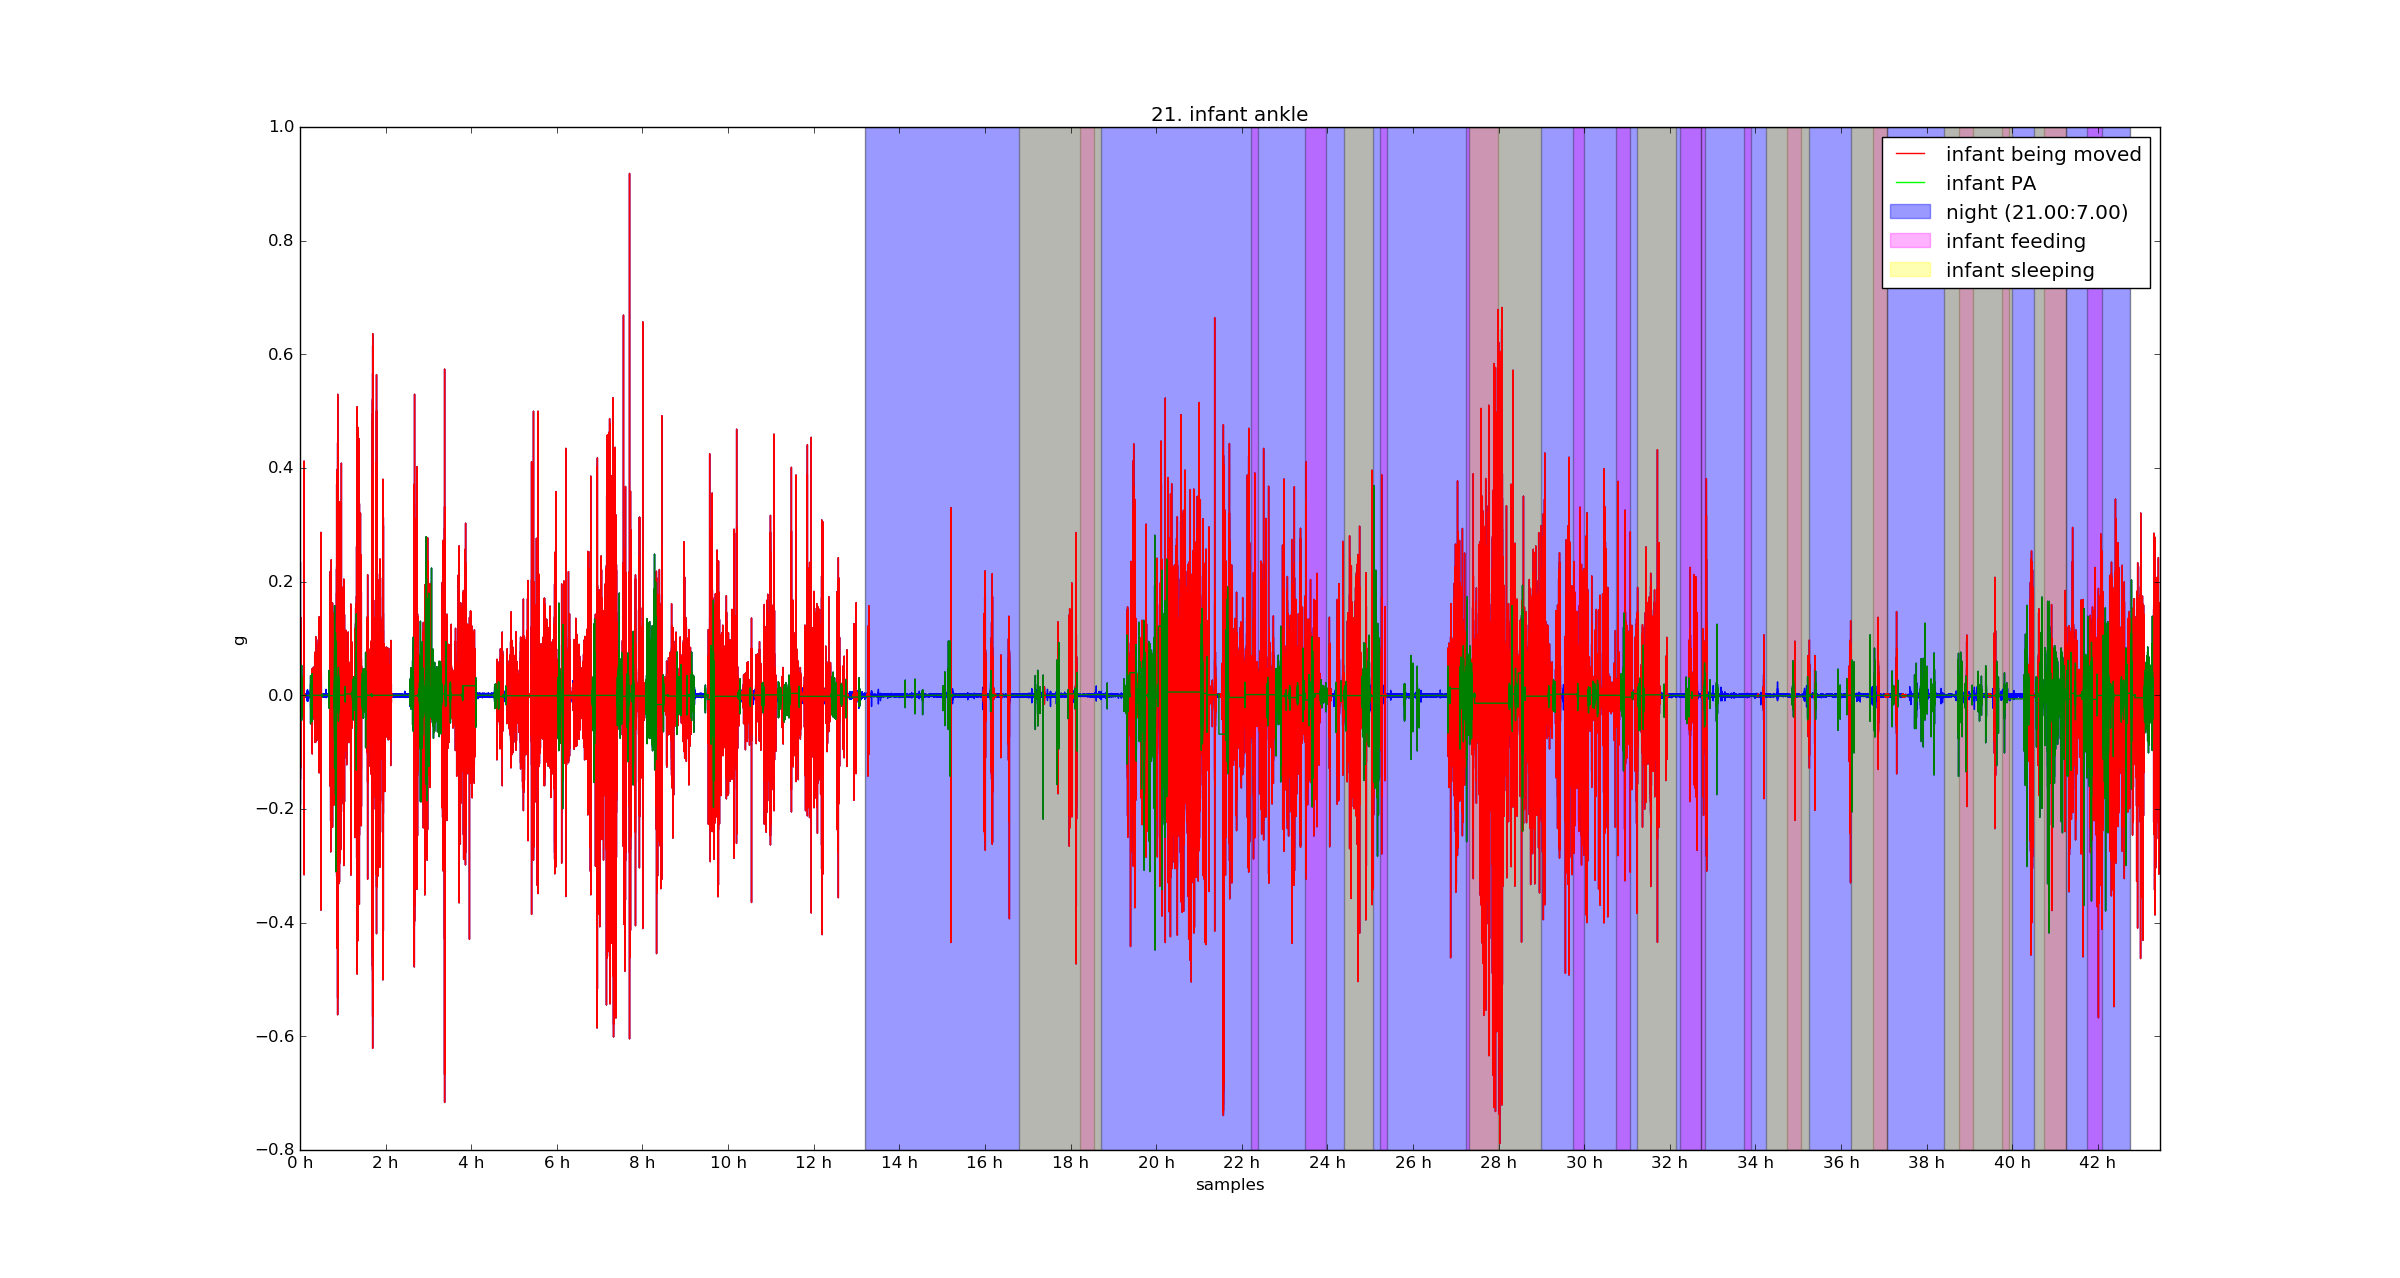 21. infant ankle
1.0
0.8
0.6
0.4
0.2
0.0
−0.2
−0.4
−0.6
−0.8
g
infant being moved
infant PA
night (21.00:7.00)
infant feeding
infant sleeping
0 h 2 h 4 h 6 h 8 h 10 h 12 h 14 h 16 h 18 h 20 h 22 h 24 h 26 h 28 h 30 h 32 h 34 h 36 h 38 h 40 h 42 h
samples